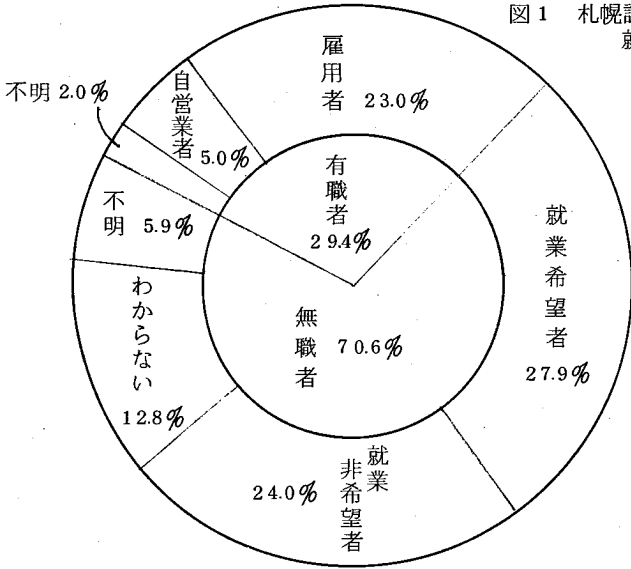 図1 札幌
雇用者 23.0%
自営業者 5.0%
不明 2.0%
有職者 29.4%
不明 5.9%
わからない 12.8%
無職者 70.6%
就業希望者 27.9%
就業非希望者 24.0%